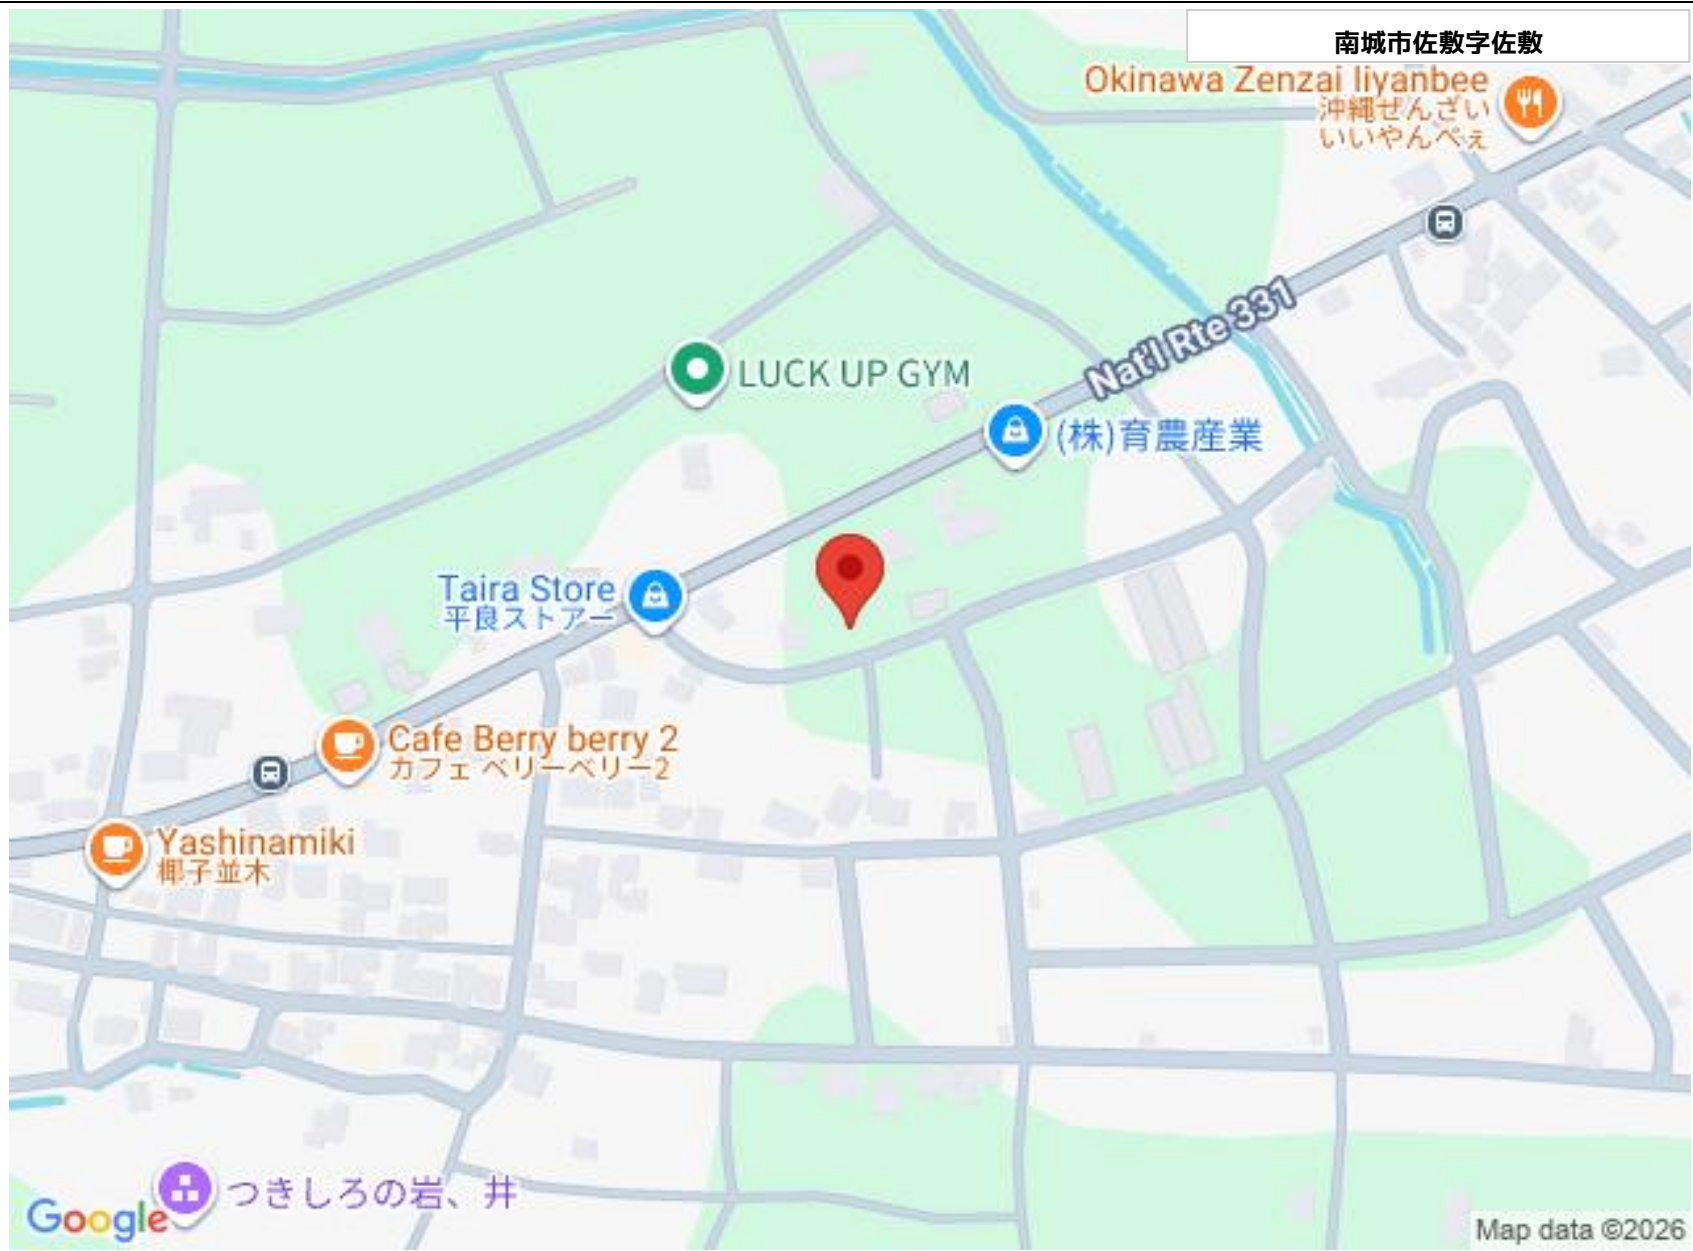 南城市佐敷字佐敷
Okinawa Zenzai Iiyanbee
沖縄ぜんざい
いいやんべぇ
Nat'l Rte 331
LUCK UP GYM
(株)育農産業
Taira Store
平良ストアー
Cafe Berry berry 2
カフェ ベリーベリー2
Yashinamiki
椰子並木
つきしろの岩、井
Google
Map data ©2026